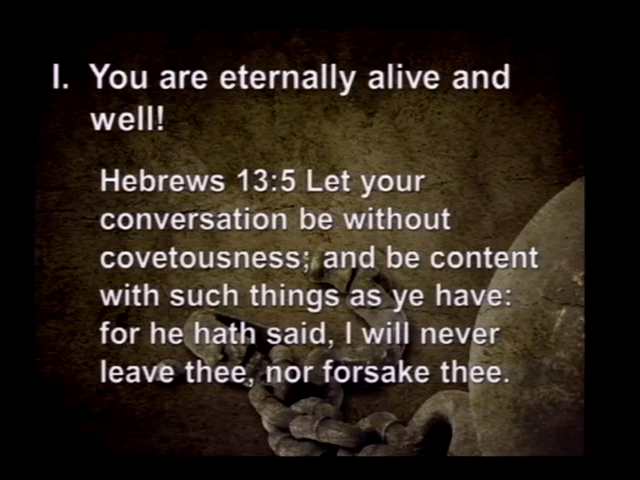 I. You are eternally alive and
well!
Hebrews 13:5 Let your
conversation be without
covetousness; and be content
with such things as ye have:
for he hath said, I will never
leave thee, nor forsake thee.